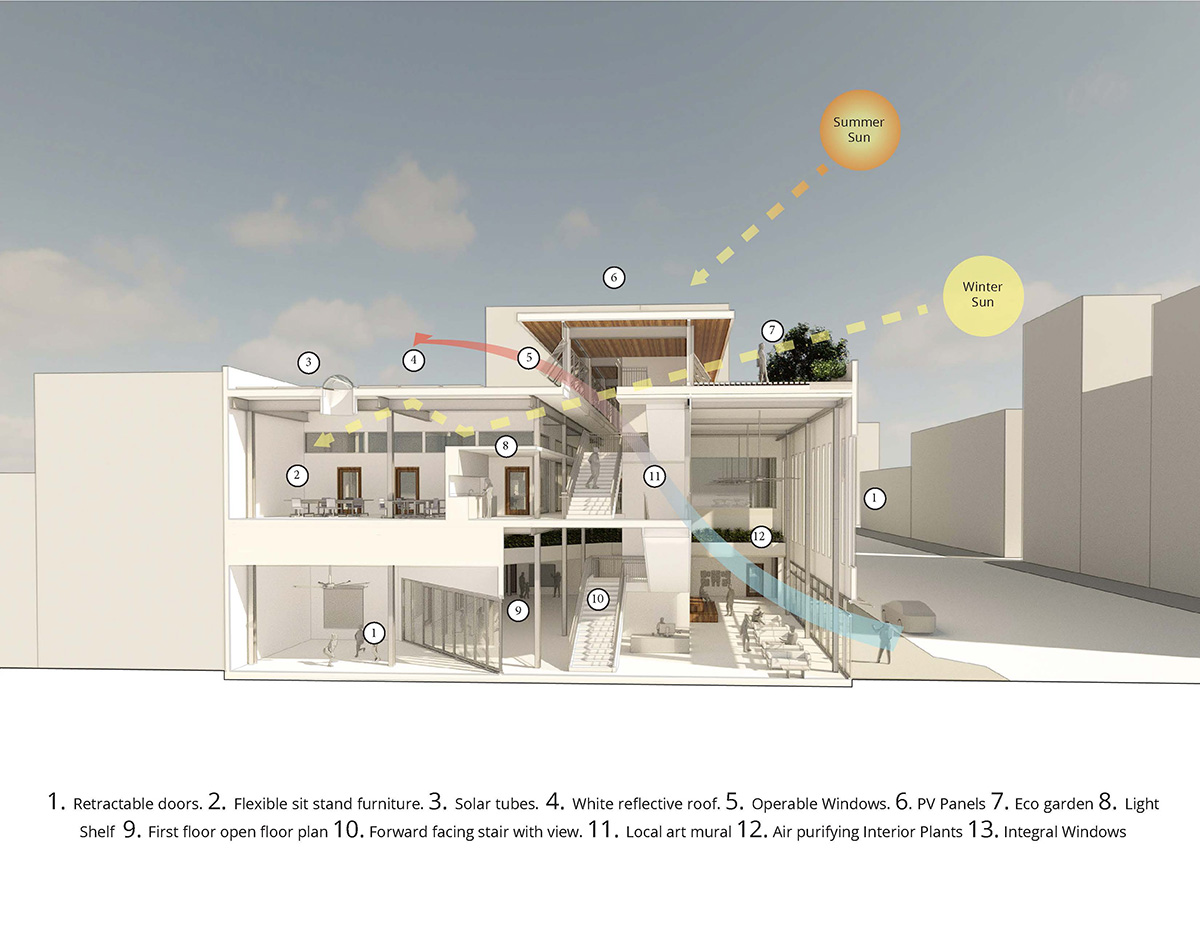 Summer
Sun
6
Winter
Sun
7
5
4
3
8
2
11
1
12
10
9
1
1. Retractable doors. 2. Flexible sit stand furniture. 3. Solar tubes. 4. White reflective roof. 5. Operable Windows. 6. PV Panels 7. Eco garden 8. Light
Shelf 9. First floor open floor plan 10. Forward facing stair with view. 11. Local art mural 12. Air purifying Interior Plants 13. Integral Windows